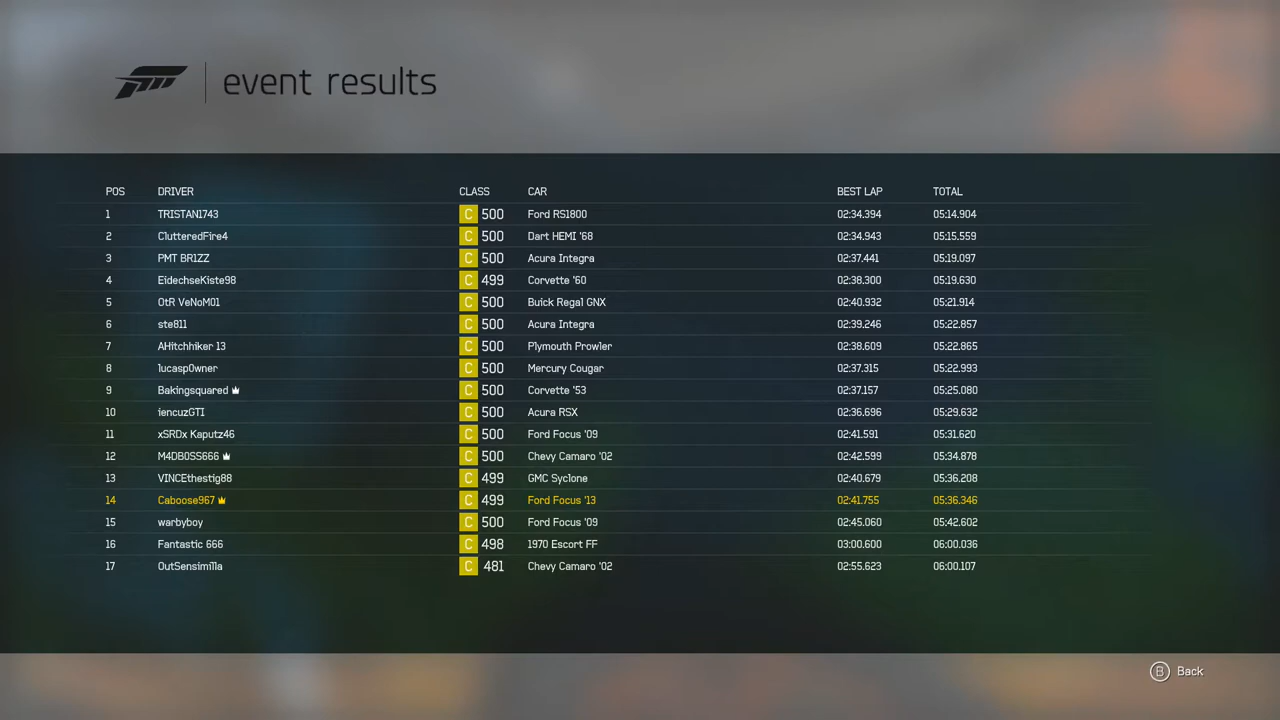 event results
POS DRIVER CLASS CAR BEST LAP TOTAL
1 TRISTAN1743 C 500 Ford RS1800 02:34.394 05:14.904
2 ClutteredFire4 C 500 Dart HEMI '68 02:34.943 05:15.559
3 PMT BR1ZZ C 500 Acura Integra 02:37.441 05:19.097
4 EidechseKiste98 C 499 Corvette '60 02:38.300 05:19.630
5 OtR VeNoM01 C 500 Buick Regal GNX 02:40.932 05:21.914
6 ste811 C 500 Acura Integra 02:39.246 05:22.857
7 AHitchhiker 13 C 500 Plymouth Prowler 02:38.609 05:22.865
8 lucasp0wner C 500 Mercury Cougar 02:37.315 05:22.993
9 Bakingsquared C 500 Corvette '53 02:37.157 05:25.080
10 iencuzGTI C 500 Acura RSX 02:36.696 05:29.632
11 xSRDx Kaputz46 C 500 Ford Focus '09 02:41.591 05:31.620
12 M4DB0SS666 C 500 Chevy Camaro '02 02:42.599 05:34.878
13 VINCEthestig88 C 499 GMC Syclone 02:40.679 05:36.208
14 Caboose967 C 499 Ford Focus '13 02:41.755 05:36.346
15 warbyboy C 500 Ford Focus '09 02:45.060 05:42.602
16 Fantastic 666 C 498 1970 Escort FF 03:00.600 06:00.036
17 OutSensimilla C 481 Chevy Camaro '02 02:55.623 06:00.107
B Back